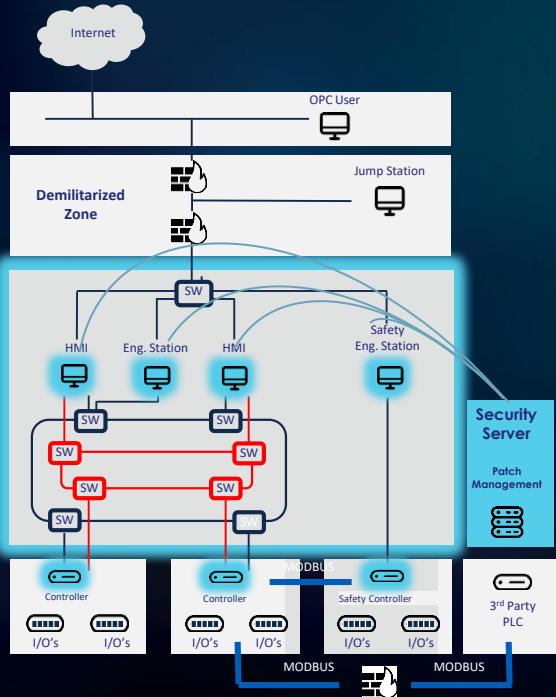 Internet
OPC User
Demilitarized
Zone
Jump Station
SW
HMI
Eng. Station
HMI
Safety
Eng. Station
SW
SW
SW
SW
SW
SW
SW
SW
Security
Server
Patch
Management
Controller
Controller
MODBUS
Safety Controller
3rd Party
PLC
I/O's
I/O's
I/O's
I/O's
I/O's
I/O's
MODBUS
MODBUS